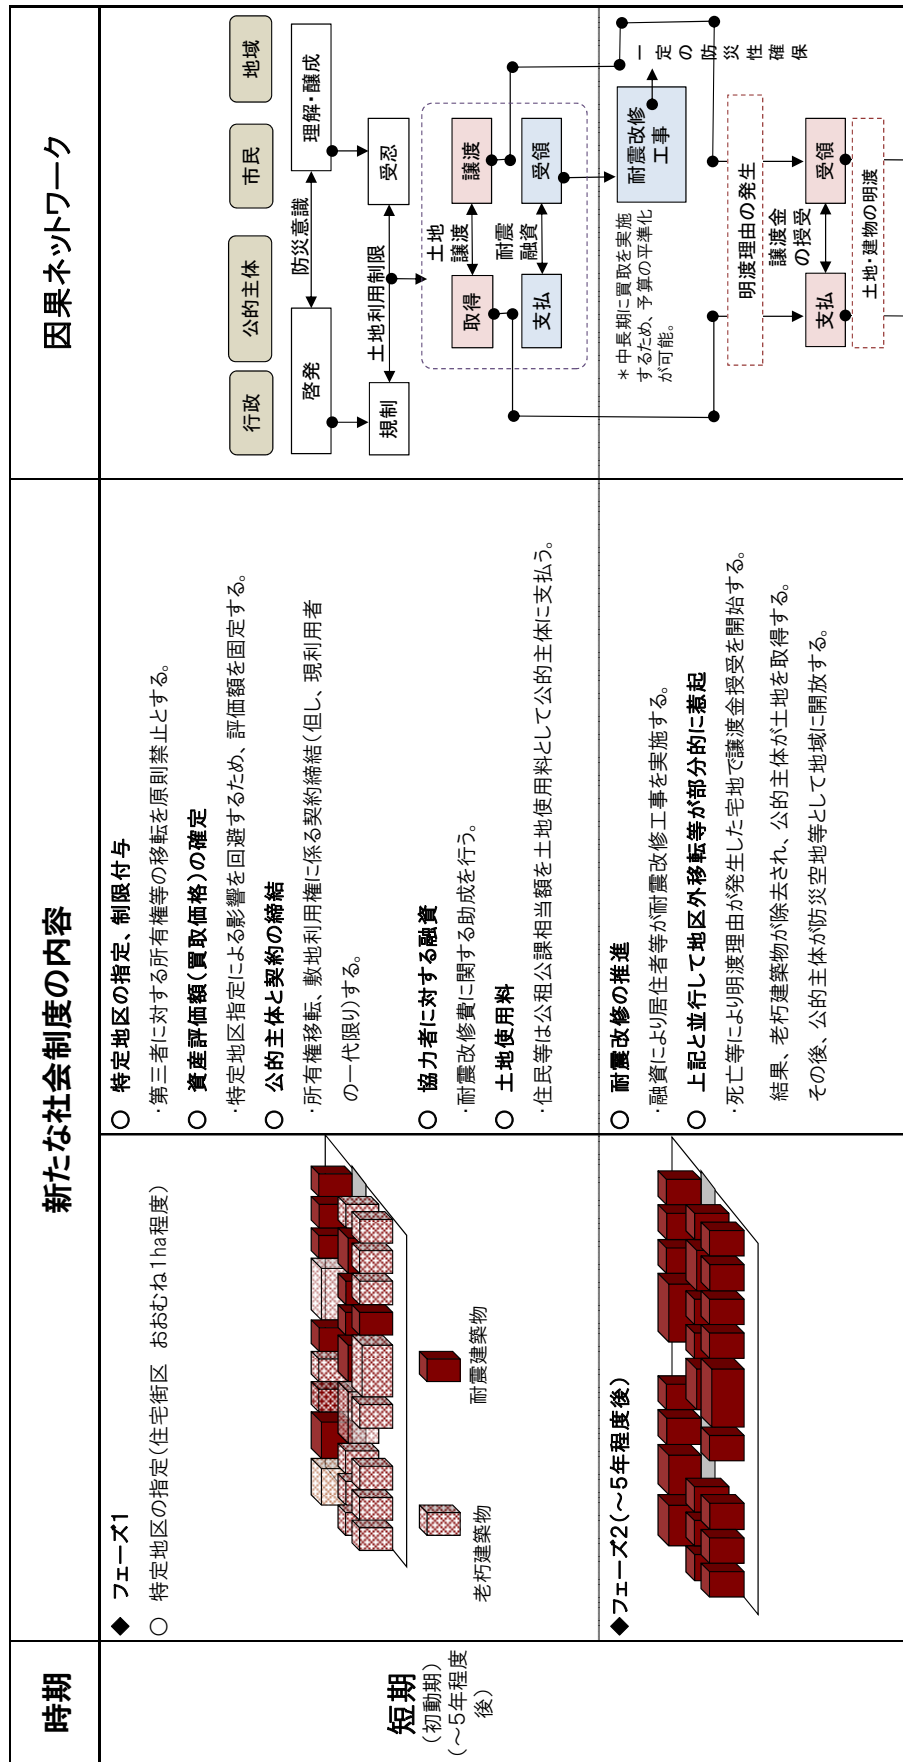 時期
新たな社会制度の内容
因果ネットワーク
短期
(初動期)
(～5年程度
後)
◆ フェーズ1
○ 特定地区の指定(住宅街区 おおむね1ha程度)
老朽建築物
耐震建築物
○ 特定地区の指定、制限付与
・第三者に対する所有権等の移転を原則禁止とする。
○ 資産評価額(買取価格)の確定
・特定地区指定による影響を回避するため、評価額を固定する。
○ 公的主体と契約の締結
・所有権移転、敷地利用権に係る契約締結(但し、現利用者
の一代限り)する。
○ 協力者に対する融資
・耐震改修費に関する助成を行う。
○ 土地使用料
・住民等は公租公課相当額を土地使用料として公的主体に支払う。
行政
公的主体
市民
地域
啓発
防災意識
理解・醸成
規制
土地利用制限
受忍
取得
土地
譲渡
譲渡
支払
耐震
融資
受領
◆フェーズ2(～5年程度後)
○ 耐震改修の推進
・融資により居住者等が耐震改修工事を実施する。
○ 上記と並行して地区外移転等が部分的に惹起
・死亡等により明渡理由が発生した宅地で譲渡金授受を開始する。
結果、老朽建築物が除去され、公的主体が土地を取得する。
その後、公的主体が防災空地等として地域に開放する。
＊中長期に買取を実施
するため、予算の平準化
が可能。
耐震改修
工事
一定の防災性確保
明渡理由の発生
支払
譲渡金
の授受
受領
土地・建物の明渡